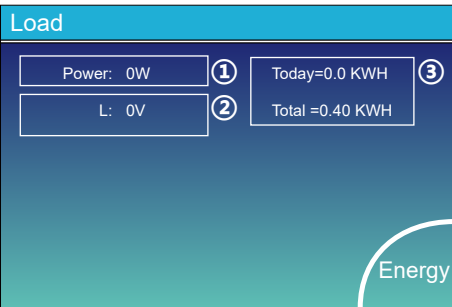 Load
Power: 0W ①
L: 0V ②
Today=0.0 KWH ③
Total =0.40 KWH
Energy